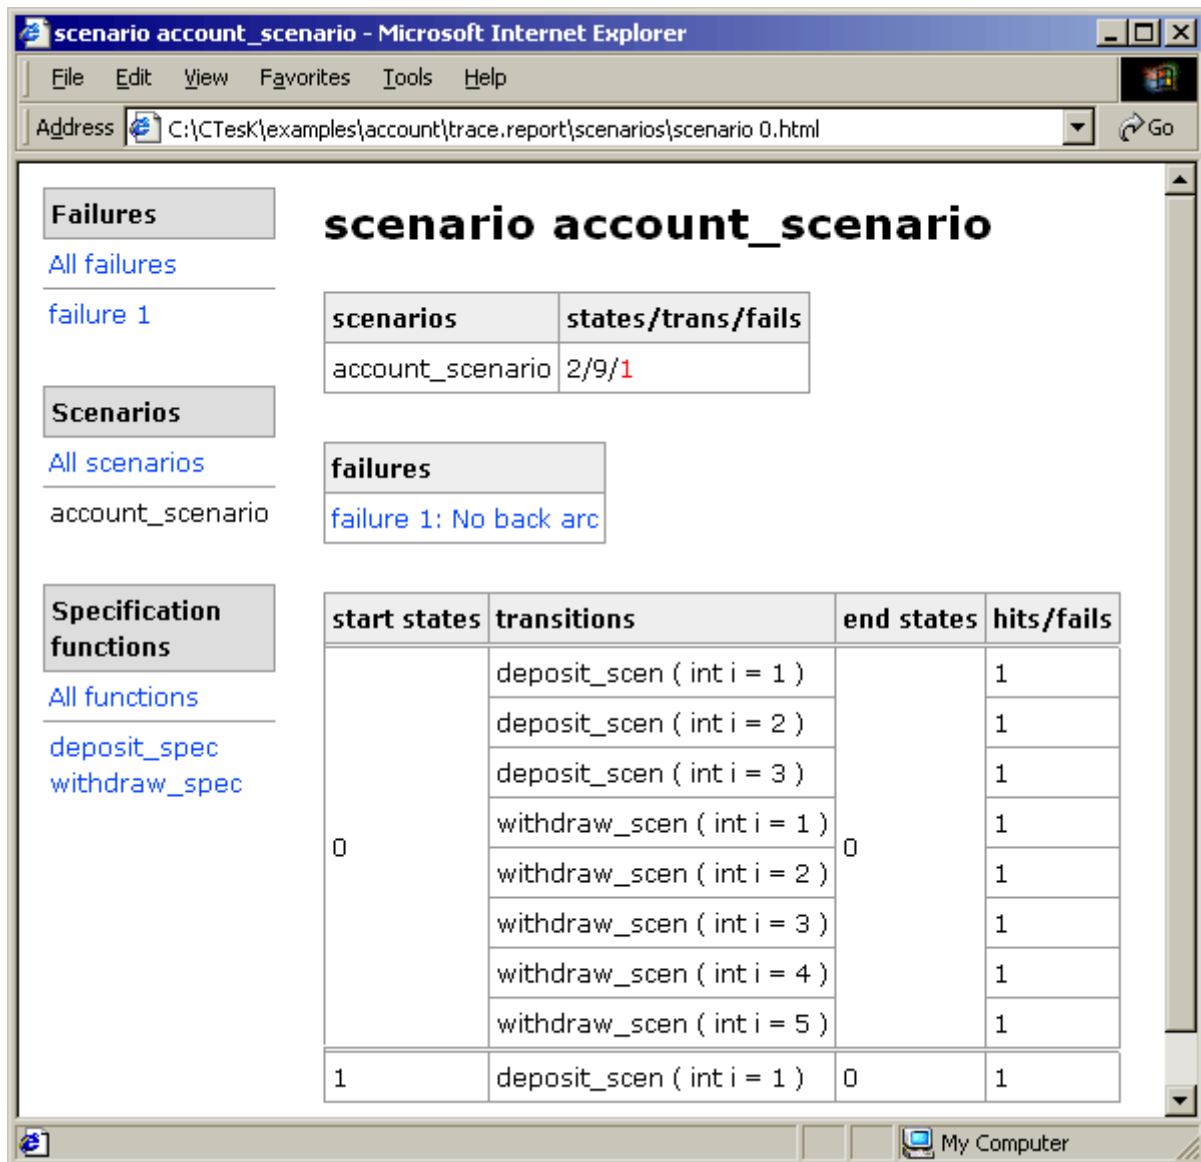 scenario account_scenario - Microsoft Internet Explorer
File Edit View Favorites Tools Help
Address C:\CTesK\examples\account\trace.report\scenarios\scenario 0.html Go
Failures
All failures
failure 1
Scenarios
All scenarios
account_scenario
Specification
functions
All functions
deposit_spec
withdraw_spec
scenario account_scenario
scenarios states/trans/fails
account_scenario 2/9/1
failures
failure 1: No back arc
start states transitions end states hits/fails
0 deposit_scen ( int i = 1 ) 0 1
deposit_scen ( int i = 2 ) 1
deposit_scen ( int i = 3 ) 1
withdraw_scen ( int i = 1 ) 1
withdraw_scen ( int i = 2 ) 1
withdraw_scen ( int i = 3 ) 1
withdraw_scen ( int i = 4 ) 1
withdraw_scen ( int i = 5 ) 1
1 deposit_scen ( int i = 1 ) 0 1
My Computer